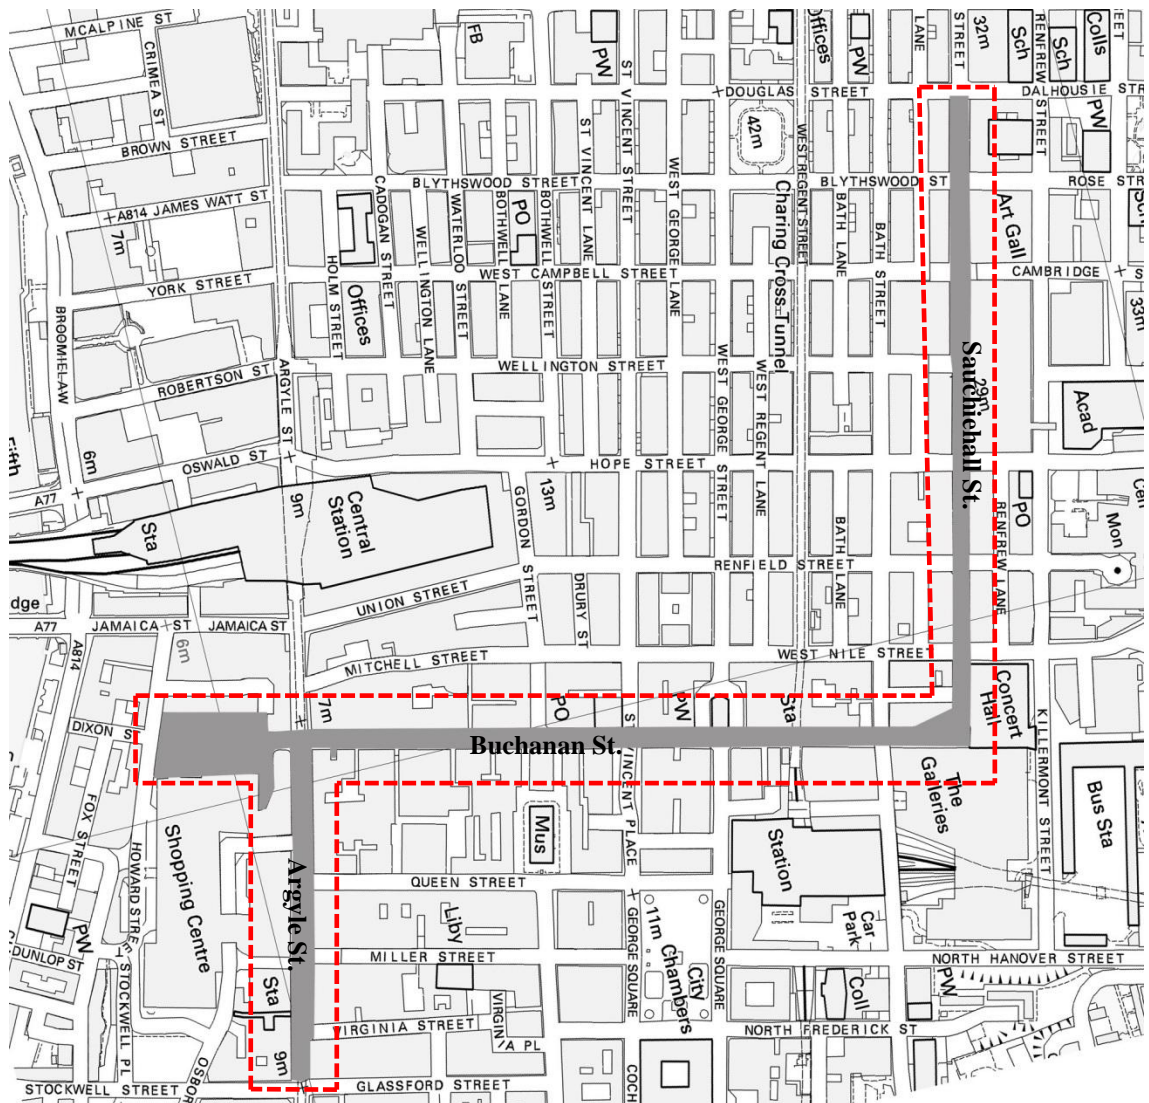 MCALPINE ST
CRIMEA ST
BROWN STREET
A814 JAMES WATT ST
7m
YORK STREET
BROOMIELAW
ROBERTSON ST
6m
OSWALD ST
A77
ARGYLE ST
FB
PW
Offices
PW
LANE
STREET
32m
Sch
RENFREW
STREET
Sch
Colls
DOUGLAS STREET
DALHOUSIE STR
PW
42m
ST VINCENT STREET
ST VINCENT LANE
WEST REGENT STREET
BLYTHSWOOD STREET
BLYTHSWOOD ST
ROSE STR
CADOGAN STREET
WATERLOO STREET
BOTHWELL LANE
PO
BOTHWELL STREET
WEST GEORGE LANE
Charing Cross Tunnel
BATH LANE
BATH STREET
Art Gall
WELLINGTON LANE
HOLM STREET
Offices
WEST CAMPBELL STREET
CAMBRIDGE
33m
WELLINGTON STREET
WEST GEORGE STREET
WEST REGENT LANE
Sauchiehall St.
29m
Acad
HOPE STREET
13m
GORDON STREET
Central Station
9m
Sta
BATH LANE
RENFREW LANE
PO
Mon
RENFIELD STREET
UNION STREET
DRURY ST
A77
JAMAICA ST
JAMAICA ST
A814
6m
MITCHELL STREET
WEST NILE STREET
DIXON S
7m
PO
PW
Sta
Concert Hall
Buchanan St.
ST VINCENT PLACE
KILLERMONT STREET
The Galleries
Bus Sta
FOX STREET
HOWARD STRE
Shopping Centre
Mus
Station
Argyle St.
QUEEN STREET
PW
Liby
GEORGE SQUARE
11m
City Chambers
GEORGE SQUARE
Car Park
DUNLOP ST
STOCKWELL PL
MILLER STREET
NORTH HANOVER STREET
Sta
VIRGINIA STREET
VIRGIN
A PL
Coll
PW
NORTH FREDERICK ST
9m
OSBOR
STOCKWELL STREET
GLASSFORD STREET
COCH